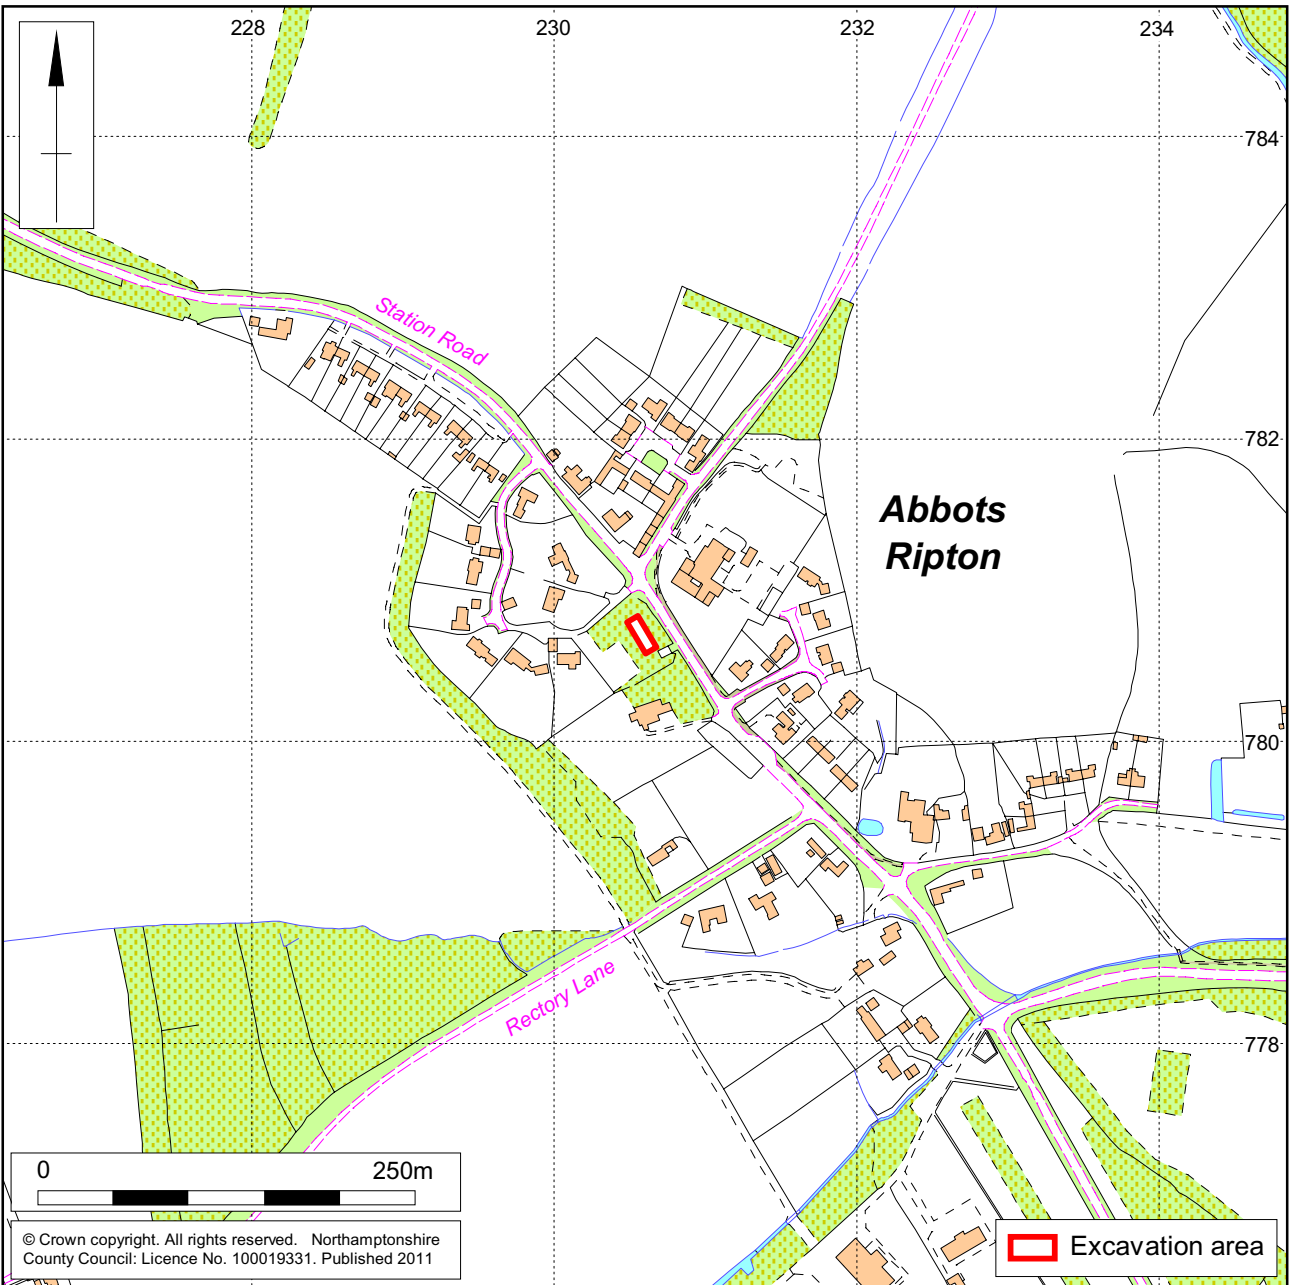 228
230
232
234
784
Station Road
782
Abbots
Ripton
780
Rectory Lane
778
0
250m
© Crown copyright. All rights reserved. Northamptonshire
County Council: Licence No. 100019331. Published 2011
Excavation area